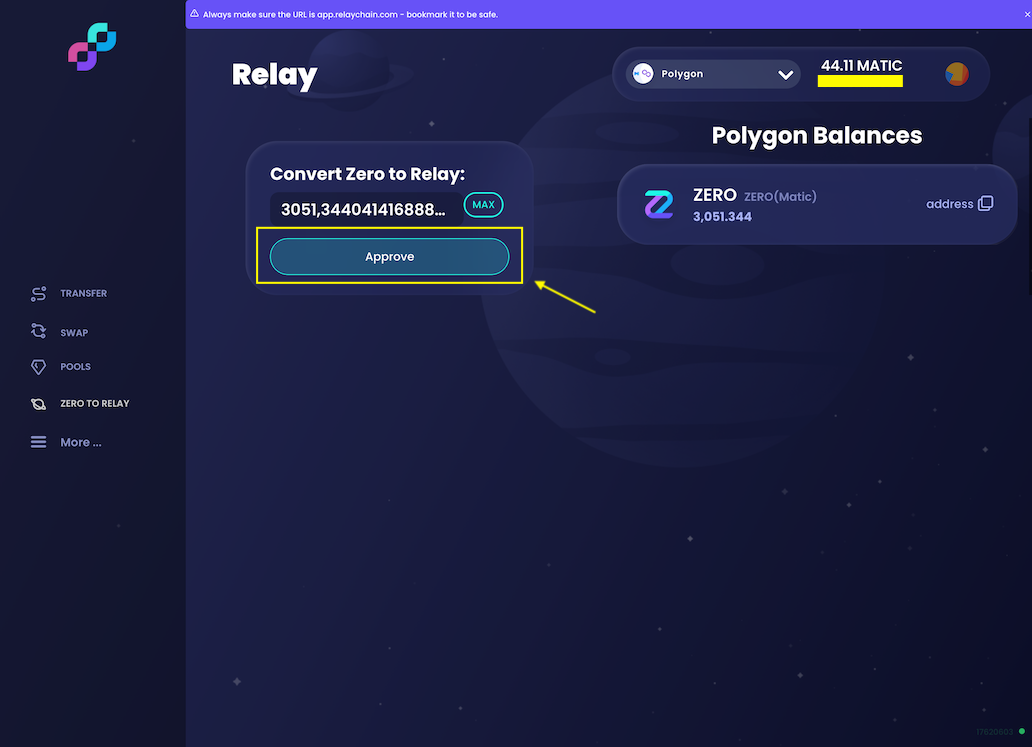 Always make sure the URL is app.relaychain.com - bookmark it to be safe.
Relay
Polygon
44.11 MATIC
Polygon Balances
Convert Zero to Relay:
3051,344041416888...
MAX
Approve
ZERO ZERO(Matic)
3,051.344
address
TRANSFER
SWAP
POOLS
ZERO TO RELAY
More ...
17620603